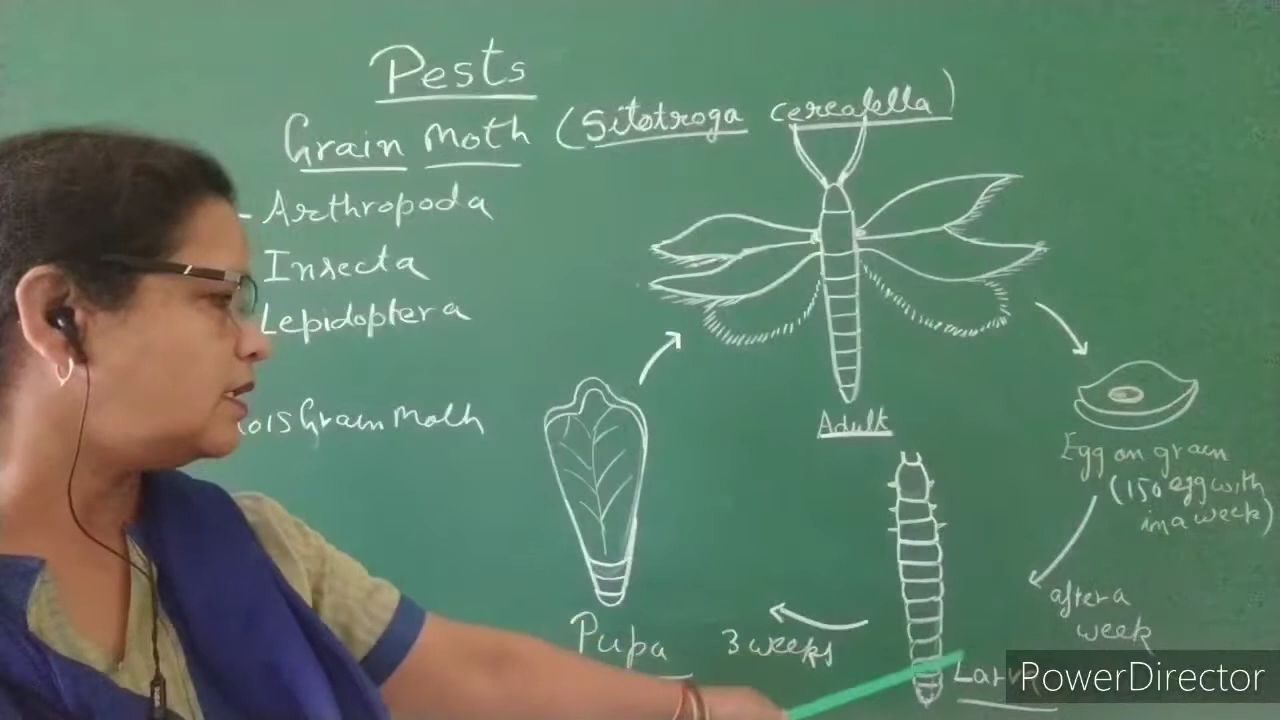 Pests
Grain Moth (Sitotroga cerealella)
- Arthropoda
Insecta
Lepidoptera
Grain Moth
Adult
Egg on grain
(150 egg with
in a week)
after a
week
Pupa
3 weeks
PowerDirector